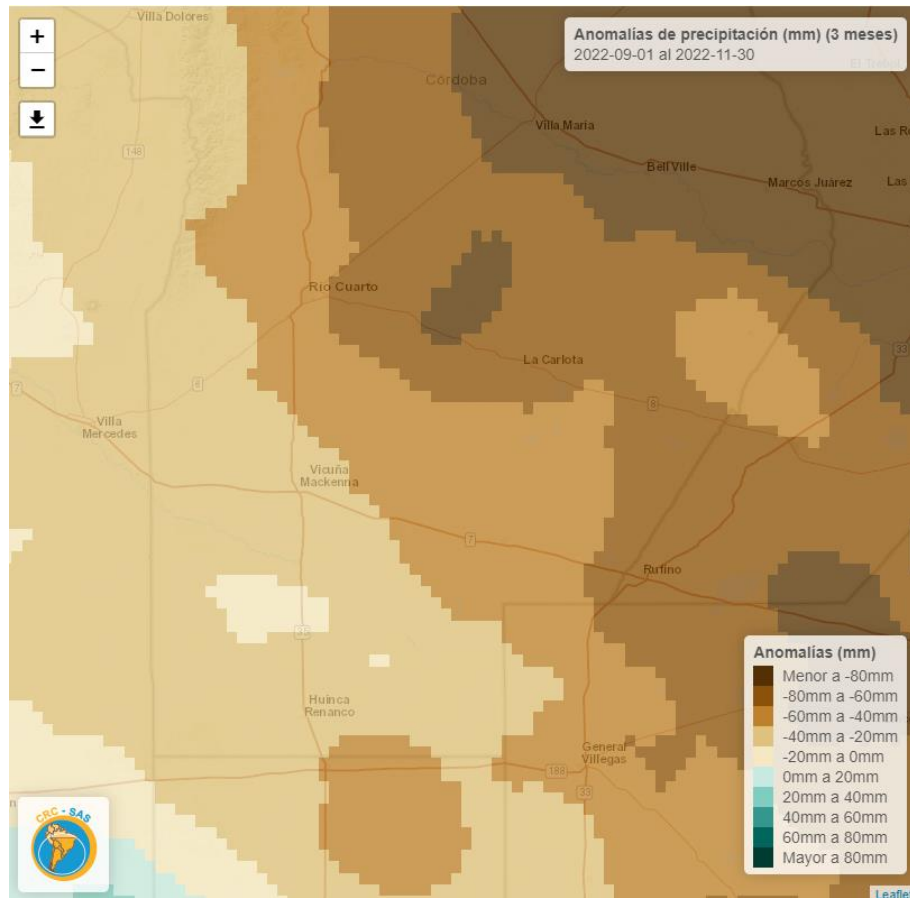 Villa Dolores
+
Anomalías de precipitación (mm) (3 meses)
2022-09-01 al 2022-11-30
−
El Trébol
Córdoba
Villa María
Las
148
Bell Ville
Marcos Juárez
Las
Río Cuarto
33
La Carlota
7
6
8
Villa
Mercedes
Vicuña
Mackenna
7
Rufino
35
Anomalías (mm)
Menor a -80mm
-80mm a -60mm
-60mm a -40mm
-40mm a -20mm
-20mm a 0mm
0mm a 20mm
20mm a 40mm
40mm a 60mm
60mm a 80mm
Mayor a 80mm
Huinca
Renanco
General
Villegas
188
33
CRC - SAS
Leaflet